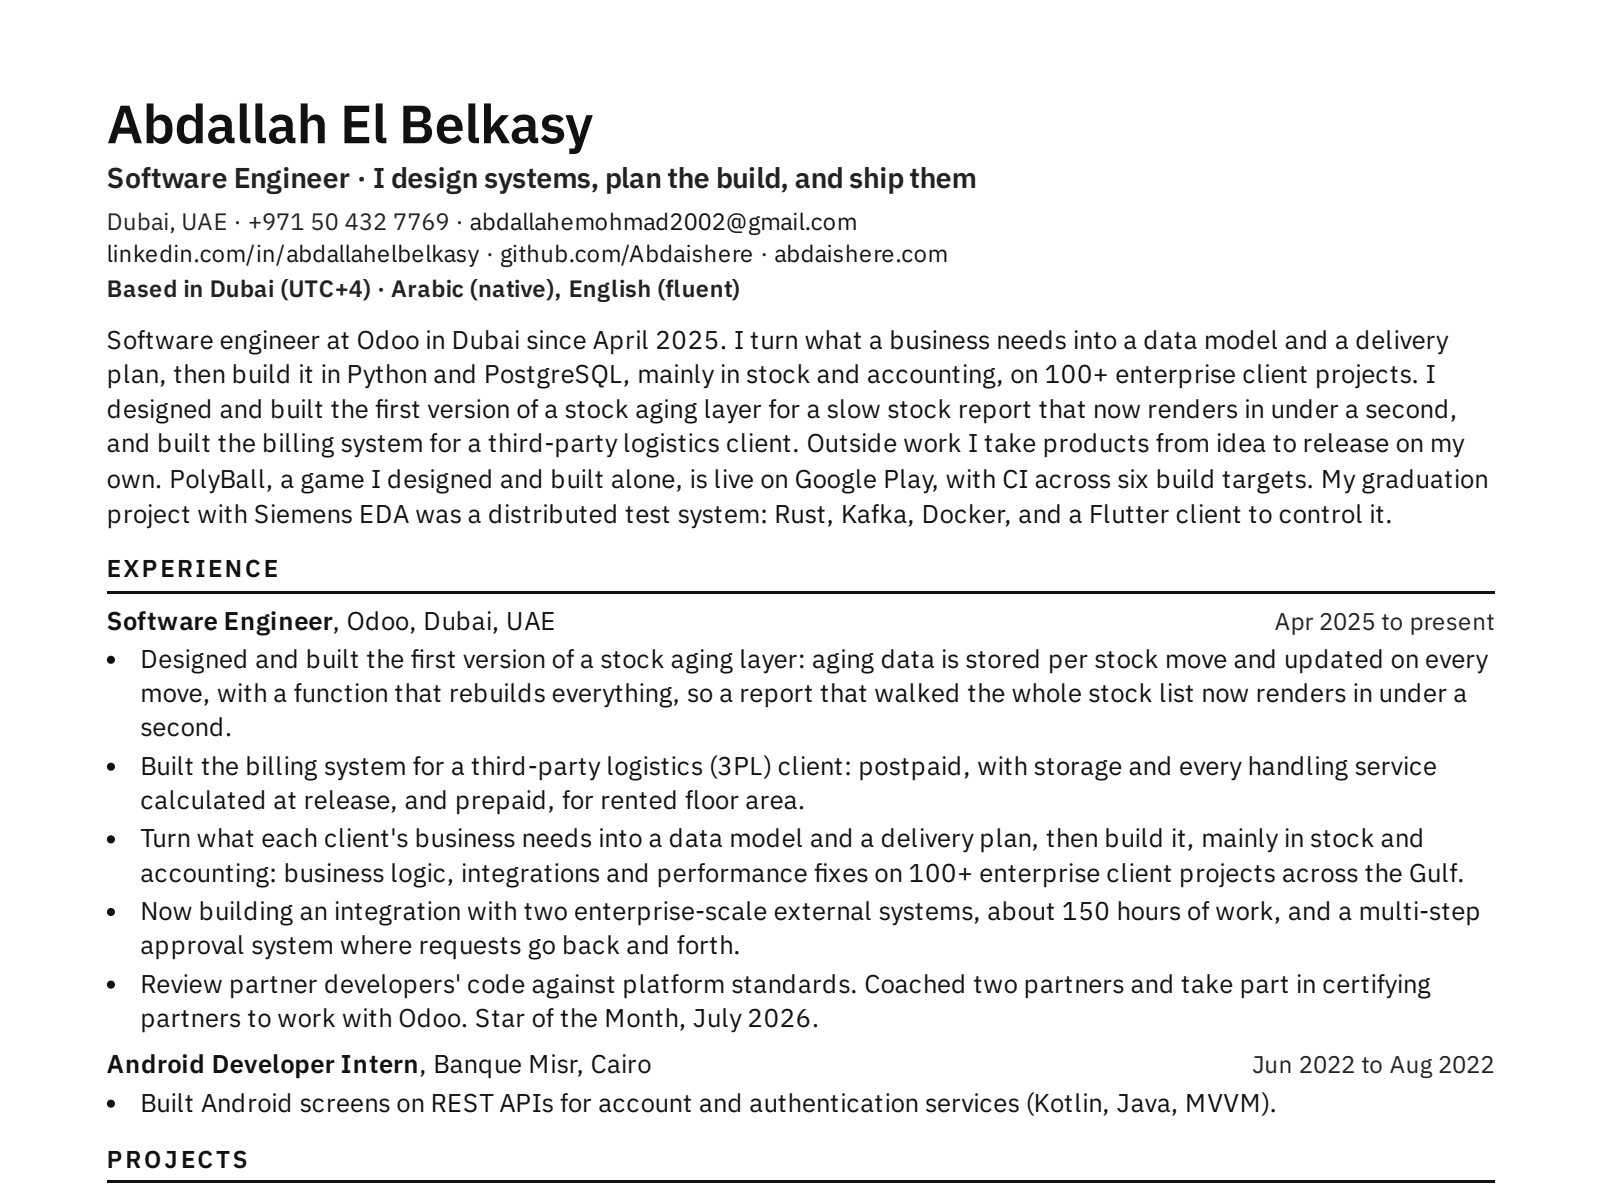 Abdallah El Belkasy
Software Engineer · I design systems, plan the build, and ship them
Dubai, UAE · +971 50 432 7769 · abdallahemohmad2002@gmail.com
linkedin.com/in/abdallahelbelkasy · github.com/Abdaishere · abdaishere.com
Based in Dubai (UTC+4) · Arabic (native), English (fluent)
Software engineer at Odoo in Dubai since April 2025. I turn what a business needs into a data model and a delivery
plan, then build it in Python and PostgreSQL, mainly in stock and accounting, on 100+ enterprise client projects. I
designed and built the first version of a stock aging layer for a slow stock report that now renders in under a second,
and built the billing system for a third-party logistics client. Outside work I take products from idea to release on my
own. PolyBall, a game I designed and built alone, is live on Google Play, with CI across six build targets. My graduation
project with Siemens EDA was a distributed test system: Rust, Kafka, Docker, and a Flutter client to control it.
EXPERIENCE
Software Engineer, Odoo, Dubai, UAE Apr 2025 to present
• Designed and built the first version of a stock aging layer: aging data is stored per stock move and updated on every
move, with a function that rebuilds everything, so a report that walked the whole stock list now renders in under a
second.
• Built the billing system for a third-party logistics (3PL) client: postpaid, with storage and every handling service
calculated at release, and prepaid, for rented floor area.
• Turn what each client's business needs into a data model and a delivery plan, then build it, mainly in stock and
accounting: business logic, integrations and performance fixes on 100+ enterprise client projects across the Gulf.
• Now building an integration with two enterprise-scale external systems, about 150 hours of work, and a multi-step
approval system where requests go back and forth.
• Review partner developers' code against platform standards. Coached two partners and take part in certifying
partners to work with Odoo. Star of the Month, July 2026.
Android Developer Intern, Banque Misr, Cairo Jun 2022 to Aug 2022
• Built Android screens on REST APIs for account and authentication services (Kotlin, Java, MVVM).
PROJECTS